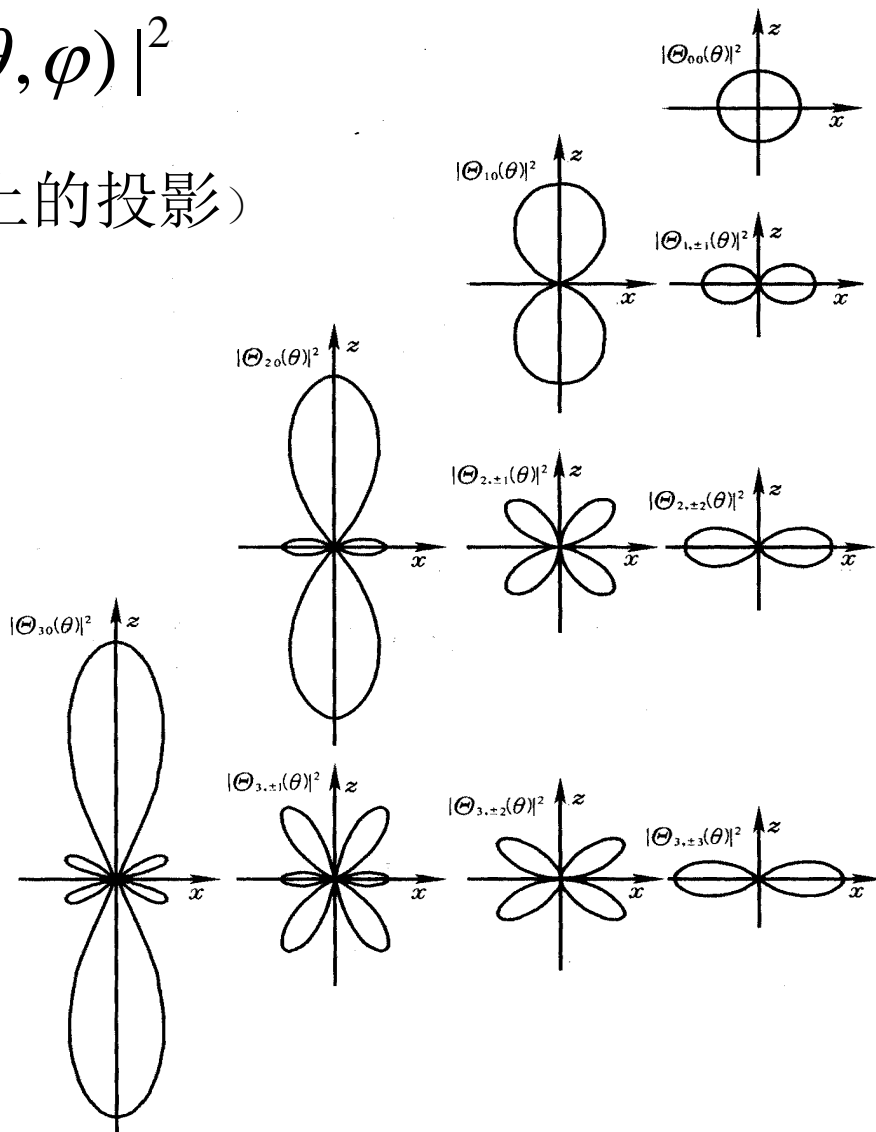 θ,φ)|²
|Θ₀₀(θ)|²
z
x
上的投影）
|Θ₁₀(θ)|²
z
x
|Θ₁,±₁(θ)|²
z
x
|Θ₂₀(θ)|²
z
x
|Θ₂,±₁(θ)|²
z
x
|Θ₂,±₂(θ)|²
z
x
|Θ₃₀(θ)|²
z
x
|Θ₃,±₁(θ)|²
z
x
|Θ₃,±₂(θ)|²
z
x
|Θ₃,±₃(θ)|²
z
x